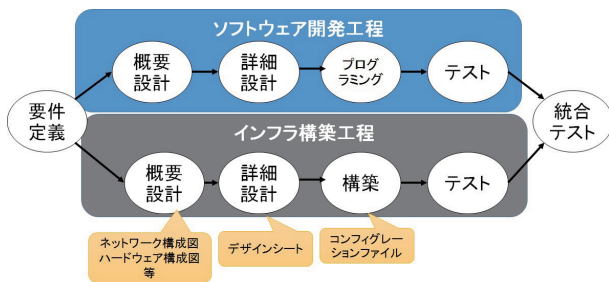 ソフトウェア開発工程
概要
設計
詳細
設計
プログ
ラミング
テスト
要件
定義
統合
テスト
インフラ構築工程
概要
設計
詳細
設計
構築
テスト
ネットワーク構成図
ハードウェア構成図
等
デザインシート
コンフィグレー
ションファイル